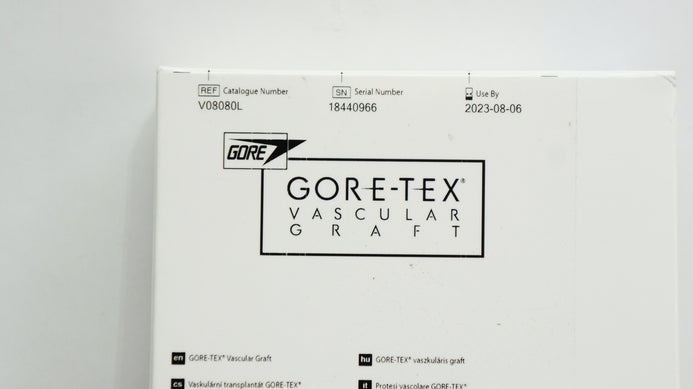 REF Catalogue Number SN Serial Number Use By
V08080L 18440966 2023-08-06
GORE
GORE-TEX®
VASCULAR
GRAFT
en GORE-TEX® Vascular Graft hu GORE-TEX® vaszkuláris graft
cs Vaskulární transplantát GORE-TEX® it Protesi vascolare GORE-TEX®